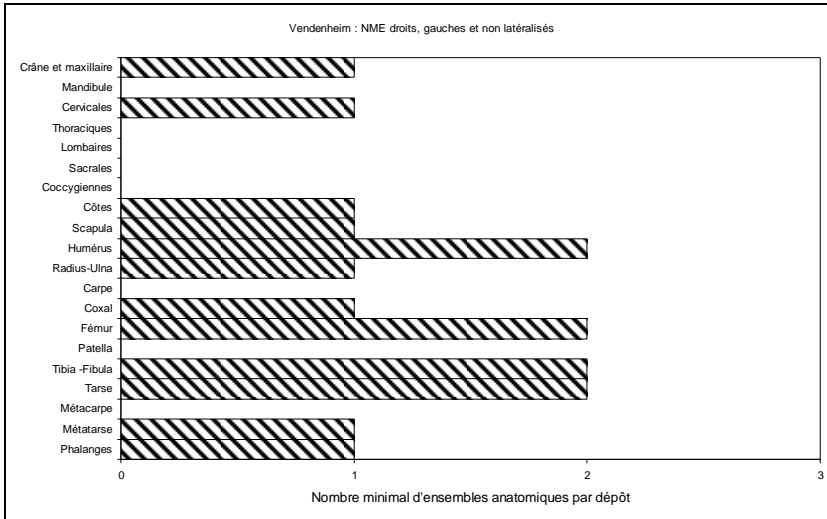 Vendenheim : NME droits, gauches et non latéralisés
Crâne et maxillaire
Mandibule
Cervicales
Thoraciques
Lombaires
Sacrales
Coccygiennes
Côtes
Scapula
Humérus
Radius-Ulna
Carpe
Coxal
Fémur
Patella
Tibia -Fibula
Tarse
Métacarpe
Métatarse
Phalanges
0 1 2 3
Nombre minimal d'ensembles anatomiques par dépôt